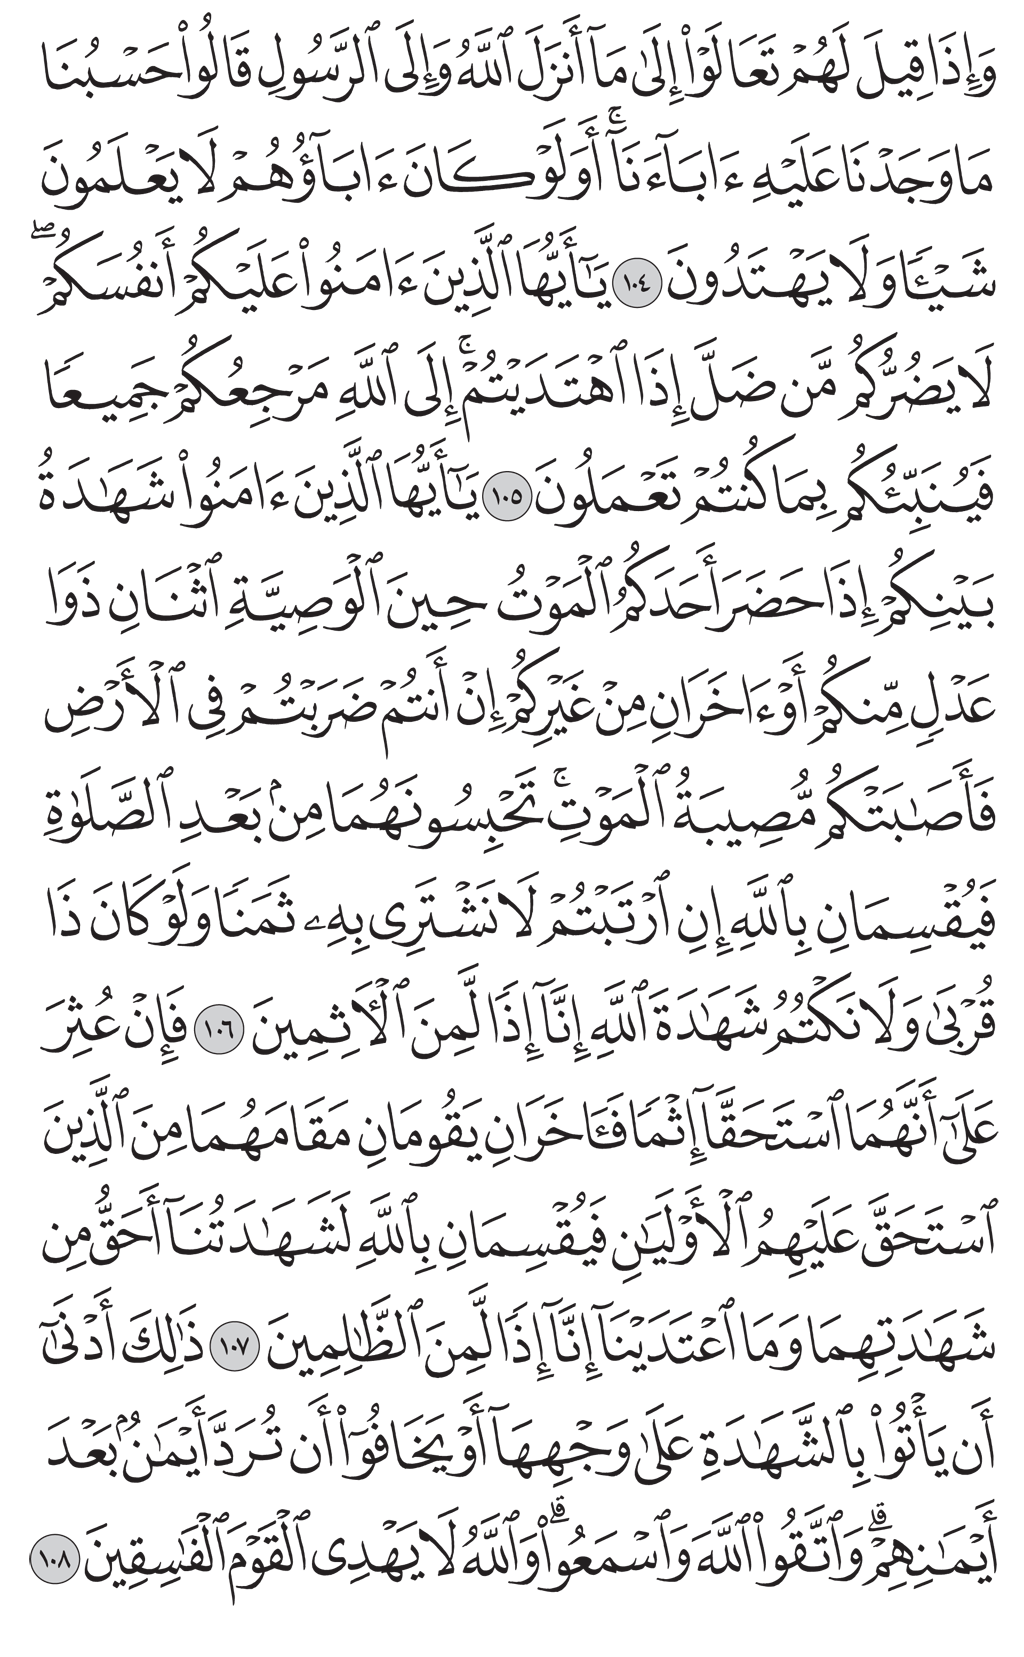 وَإِذَا قِيلَ لَهُمۡ تَعَالَوۡاْ إِلَىٰ مَآ أَنزَلَ ٱللَّهُ وَإِلَى ٱلرَّسُولِ قَالُواْ حَسۡبُنَا
مَا وَجَدۡنَا عَلَيۡهِ ءَابَآءَنَآۚ أَوَلَوۡ كَانَ ءَابَآؤُهُمۡ لَا يَعۡلَمُونَ
شَيۡـٔٗا وَلَا يَهۡتَدُونَ ١٠٤ يَـٰٓأَيُّهَا ٱلَّذِينَ ءَامَنُواْ عَلَيۡكُمۡ أَنفُسَكُمۡۖ
لَا يَضُرُّكُم مَّن ضَلَّ إِذَا ٱهۡتَدَيۡتُمۡۚ إِلَى ٱللَّهِ مَرۡجِعُكُمۡ جَمِيعٗا
فَيُنَبِّئُكُم بِمَا كُنتُمۡ تَعۡمَلُونَ ١٠٥ يَـٰٓأَيُّهَا ٱلَّذِينَ ءَامَنُواْ شَهَٰدَةُ
بَيۡنِكُمۡ إِذَا حَضَرَ أَحَدَكُمُ ٱلۡمَوۡتُ حِينَ ٱلۡوَصِيَّةِ ٱثۡنَانِ ذَوَا
عَدۡلٖ مِّنكُمۡ أَوۡ ءَاخَرَانِ مِنۡ غَيۡرِكُمۡ إِنۡ أَنتُمۡ ضَرَبۡتُمۡ فِي ٱلۡأَرۡضِ
فَأَصَٰبَتۡكُم مُّصِيبَةُ ٱلۡمَوۡتِۚ تَحۡبِسُونَهُمَا مِنۢ بَعۡدِ ٱلصَّلَوٰةِ
فَيُقۡسِمَانِ بِٱللَّهِ إِنِ ٱرۡتَبۡتُمۡ لَا نَشۡتَرِي بِهِۦ ثَمَنٗا وَلَوۡ كَانَ ذَا
قُرۡبَىٰ وَلَا نَكۡتُمُ شَهَٰدَةَ ٱللَّهِ إِنَّآ إِذٗا لَّمِنَ ٱلۡأٓثِمِينَ ١٠٦ فَإِنۡ عُثِرَ
عَلَىٰٓ أَنَّهُمَا ٱسۡتَحَقَّآ إِثۡمٗا فَـَٔاخَرَانِ يَقُومَانِ مَقَامَهُمَا مِنَ ٱلَّذِينَ
ٱسۡتَحَقَّ عَلَيۡهِمُ ٱلۡأَوۡلَيَٰنِ فَيُقۡسِمَانِ بِٱللَّهِ لَشَهَٰدَتُنَآ أَحَقُّ مِن
شَهَٰدَتِهِمَا وَمَا ٱعۡتَدَيۡنَآ إِنَّآ إِذٗا لَّمِنَ ٱلظَّٰلِمِينَ ١٠٧ ذَٰلِكَ أَدۡنَىٰٓ
أَن يَأۡتُواْ بِٱلشَّهَٰدَةِ عَلَىٰ وَجۡهِهَآ أَوۡ يَخَافُوٓاْ أَن تُرَدَّ أَيۡمَٰنُۢ بَعۡدَ
أَيۡمَٰنِهِمۡۗ وَٱتَّقُواْ ٱللَّهَ وَٱسۡمَعُواْۗ وَٱللَّهُ لَا يَهۡدِي ٱلۡقَوۡمَ ٱلۡفَٰسِقِينَ ١٠٨